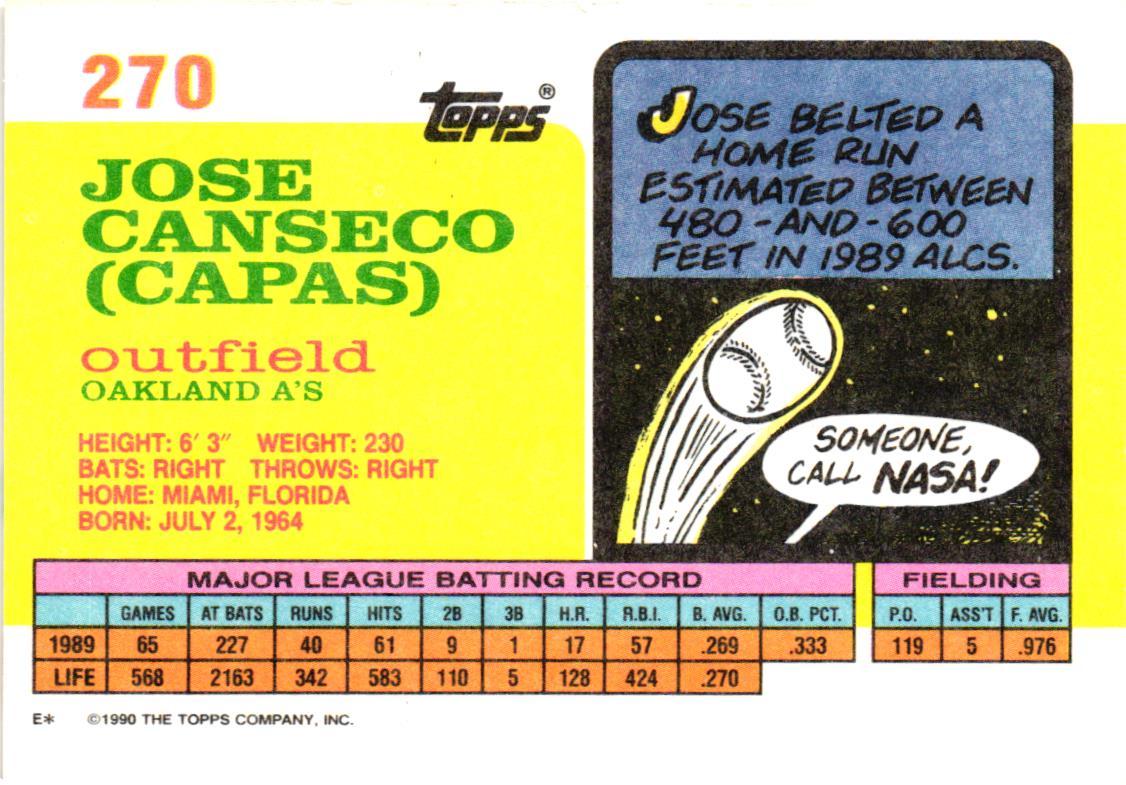 270
topps®
JOSE
CANSECO
(CAPAS)
outfield
OAKLAND A'S
HEIGHT: 6' 3" WEIGHT: 230
BATS: RIGHT THROWS: RIGHT
HOME: MIAMI, FLORIDA
BORN: JULY 2, 1964
JOSE BELTED A
HOME RUN
ESTIMATED BETWEEN
480-AND-600
FEET IN 1989 ALCS.
SOMEONE,
CALL NASA!
MAJOR LEAGUE BATTING RECORD
GAMES AT BATS RUNS HITS 2B 3B H.R. R.B.I. B. AVG. O.B. PCT.
1989 65 227 40 61 9 1 17 57 .269 .333
LIFE 568 2163 342 583 110 5 128 424 .270
FIELDING
P.O. ASS'T F. AVG.
119 5 .976
E* ©1990 THE TOPPS COMPANY, INC.